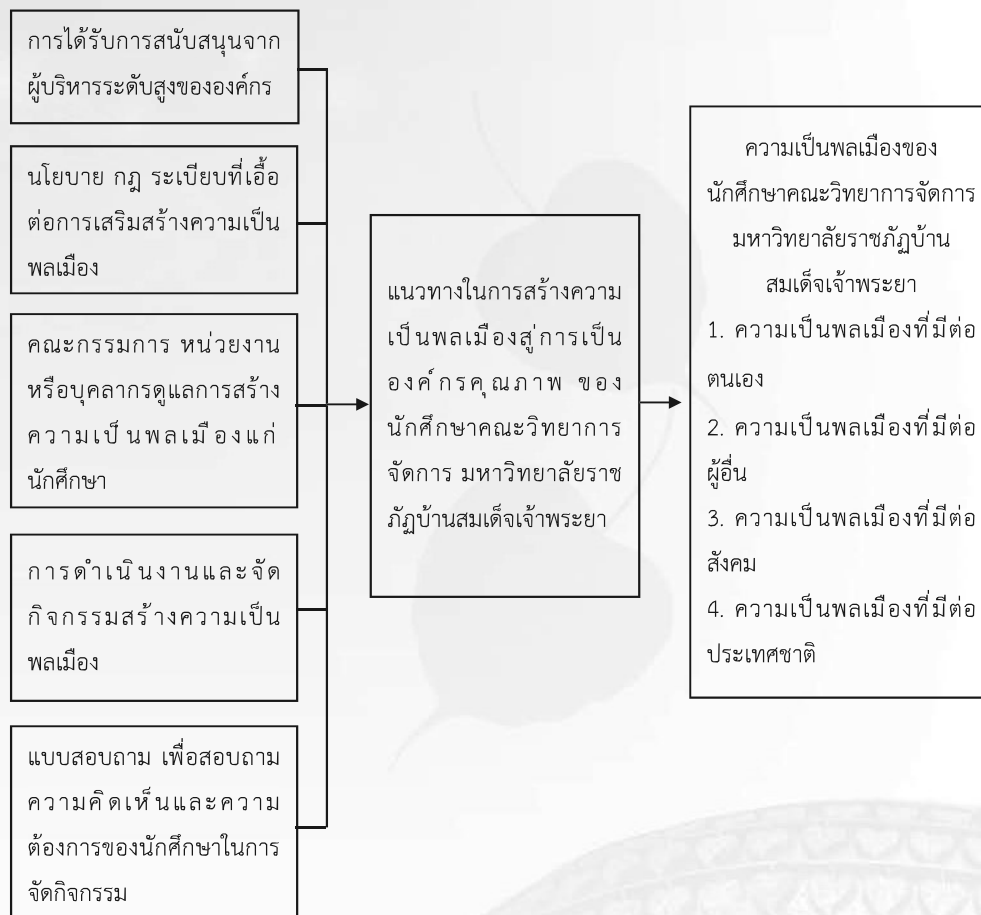 การได้รับการสนับสนุนจาก
ผู้บริหารระดับสูงขององค์กร
นโยบาย กฎ ระเบียบที่เอื้อ
ต่อการเสริมสร้างความเป็น
พลเมือง
คณะกรรมการ หน่วยงาน
หรือบุคลากรดูแลการสร้าง
ความเป็นพลเมืองแก่
นักศึกษา
การดำเนินงานและจัด
กิจกรรมสร้างความเป็น
พลเมือง
แบบสอบถาม เพื่อสอบถาม
ความคิดเห็นและความ
ต้องการของนักศึกษาในการ
จัดกิจกรรม
แนวทางในการสร้างความ
เป็นพลเมืองสู่การเป็น
องค์กรคุณภาพ ของ
นักศึกษาคณะวิทยาการ
จัดการ มหาวิทยาลัยราช
ภัฏบ้านสมเด็จเจ้าพระยา
ความเป็นพลเมืองของ
นักศึกษาคณะวิทยาการจัดการ
มหาวิทยาลัยราชภัฏบ้าน
สมเด็จเจ้าพระยา
1. ความเป็นพลเมืองที่มีต่อ
ตนเอง
2. ความเป็นพลเมืองที่มีต่อ
ผู้อื่น
3. ความเป็นพลเมืองที่มีต่อ
สังคม
4. ความเป็นพลเมืองที่มีต่อ
ประเทศชาติ